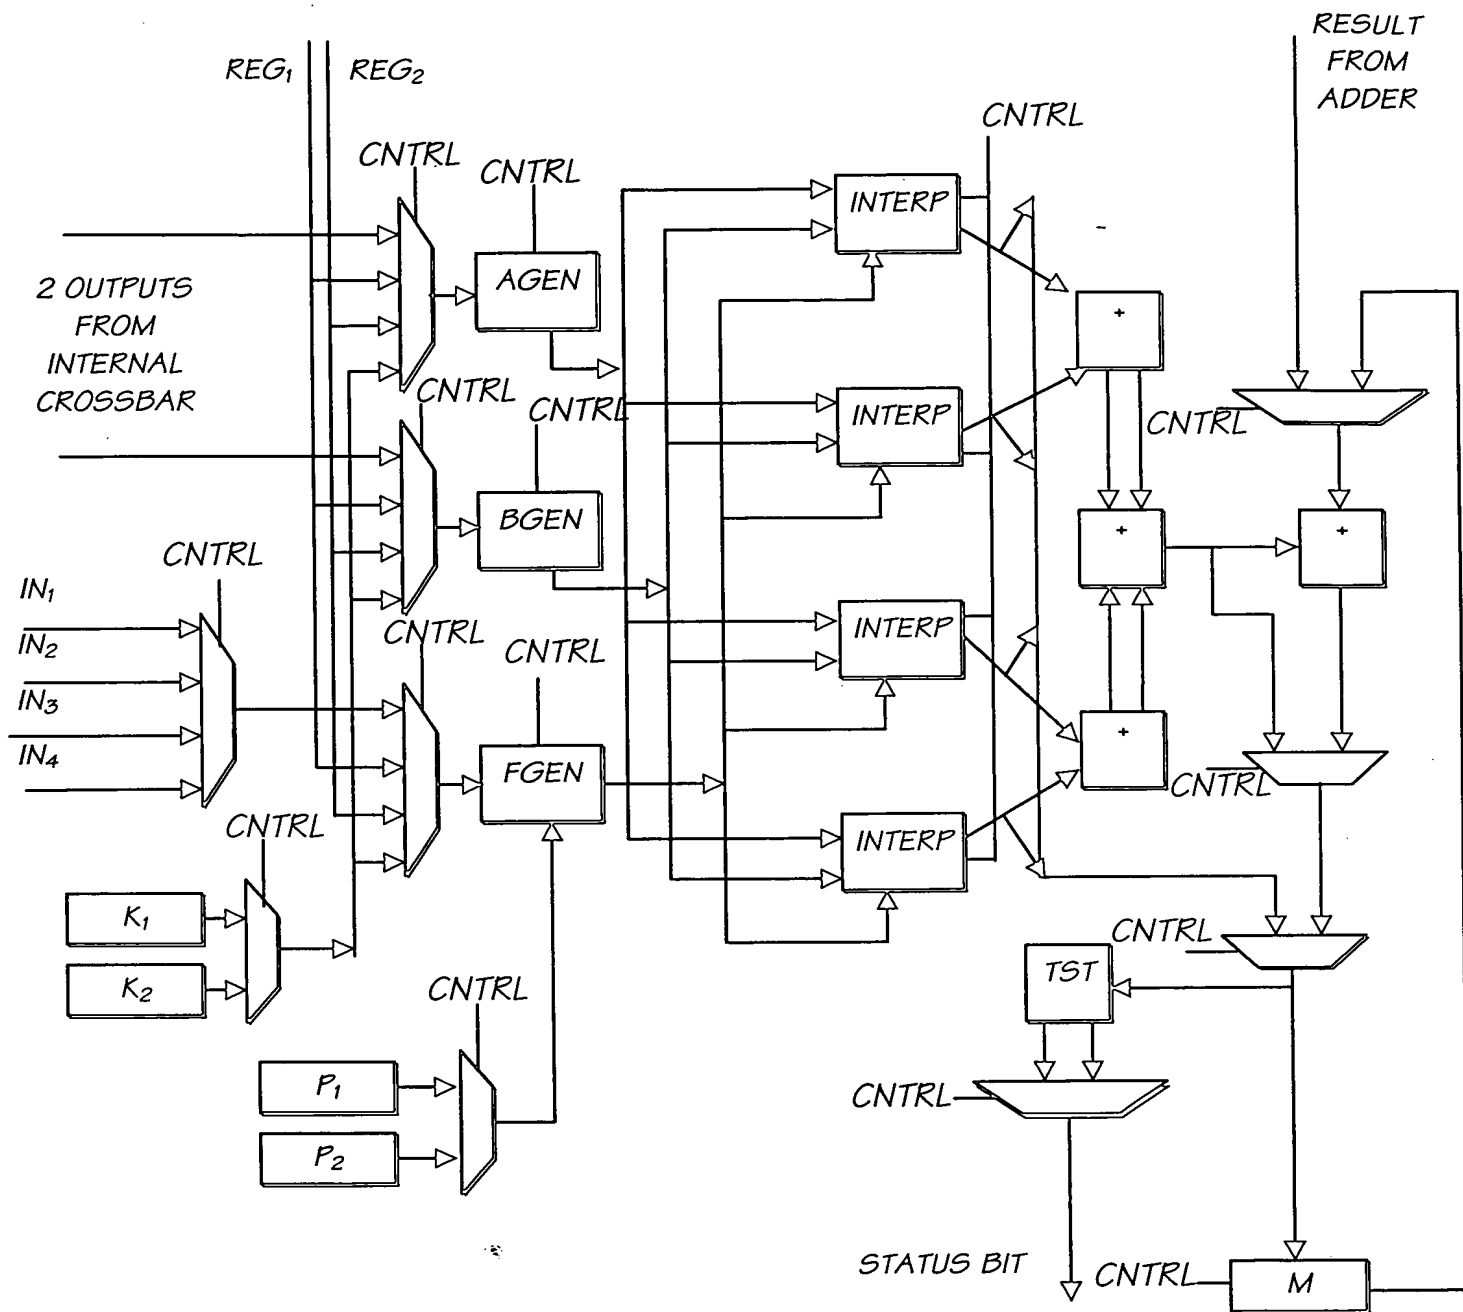 RESULT
FROM
ADDER
REG₁
REG₂
CNTRL
CNTRL
CNTRL
INTERP
AGEN
2 OUTPUTS
FROM
INTERNAL
CROSSBAR
+
CNTRL
CNTRL
INTERP
CNTRL
BGEN
+
+
CNTRL
IN₁
IN₂
IN₃
IN₄
CNTRL
CNTRL
INTERP
FGEN
+
CNTRL
CNTRL
INTERP
K₁
K₂
CNTRL
TST
CNTRL
P₁
P₂
CNTRL
STATUS BIT
CNTRL
M